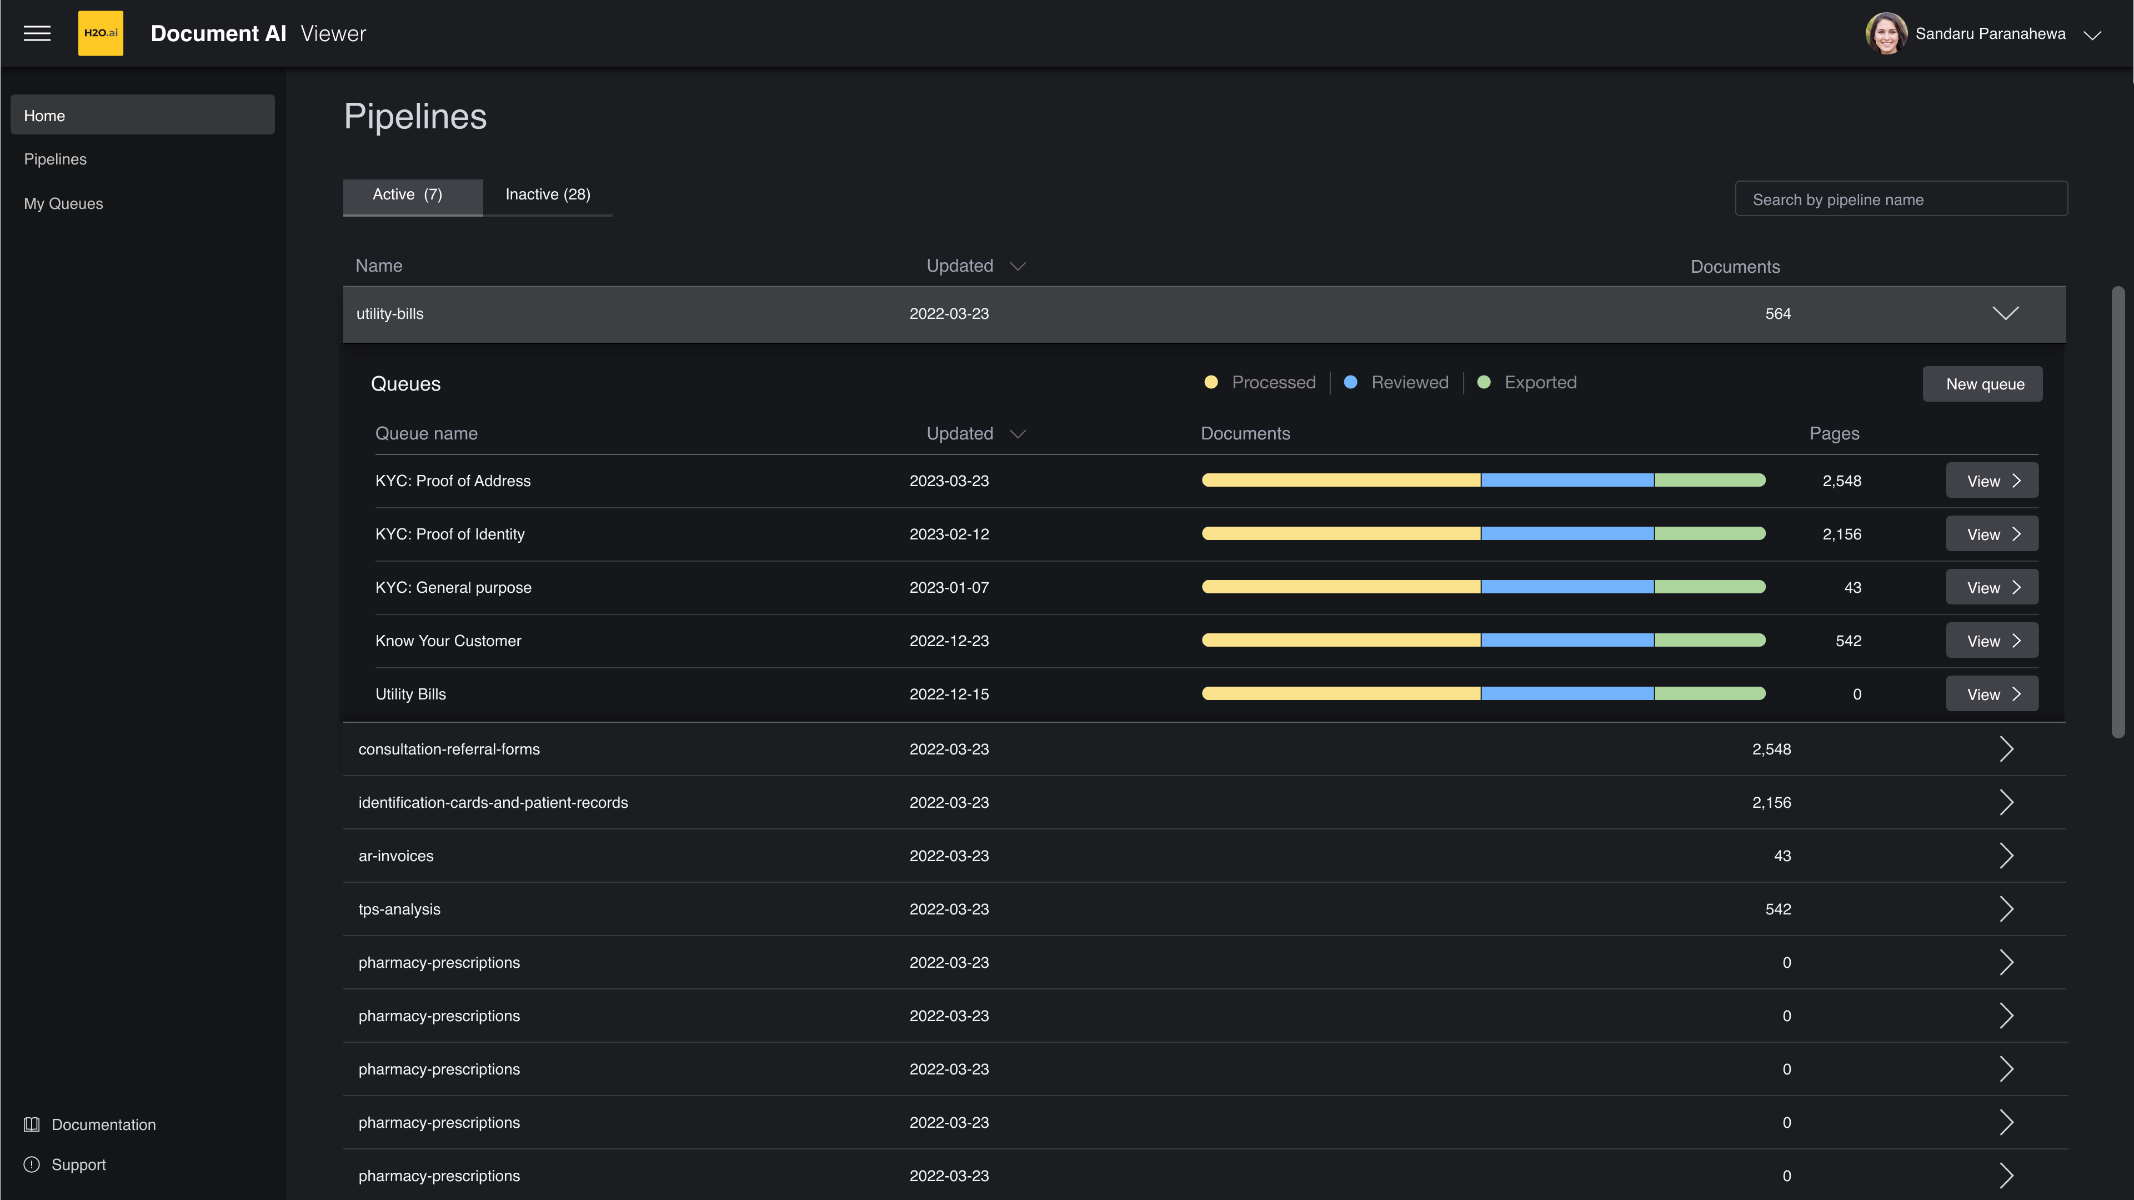 H2O.ai Document AI Viewer Sandaru Paranahewa
Home
Pipelines
My Queues
Documentation
Support
Pipelines
Active (7) Inactive (28) Search by pipeline name
Name Updated Documents
utility-bills 2022-03-23 564
Queues Processed Reviewed Exported New queue
Queue name Updated Documents Pages
KYC: Proof of Address 2023-03-23 2,548 View
KYC: Proof of Identity 2023-02-12 2,156 View
KYC: General purpose 2023-01-07 43 View
Know Your Customer 2022-12-23 542 View
Utility Bills 2022-12-15 0 View
consultation-referral-forms 2022-03-23 2,548
identification-cards-and-patient-records 2022-03-23 2,156
ar-invoices 2022-03-23 43
tps-analysis 2022-03-23 542
pharmacy-prescriptions 2022-03-23 0
pharmacy-prescriptions 2022-03-23 0
pharmacy-prescriptions 2022-03-23 0
pharmacy-prescriptions 2022-03-23 0
pharmacy-prescriptions 2022-03-23 0